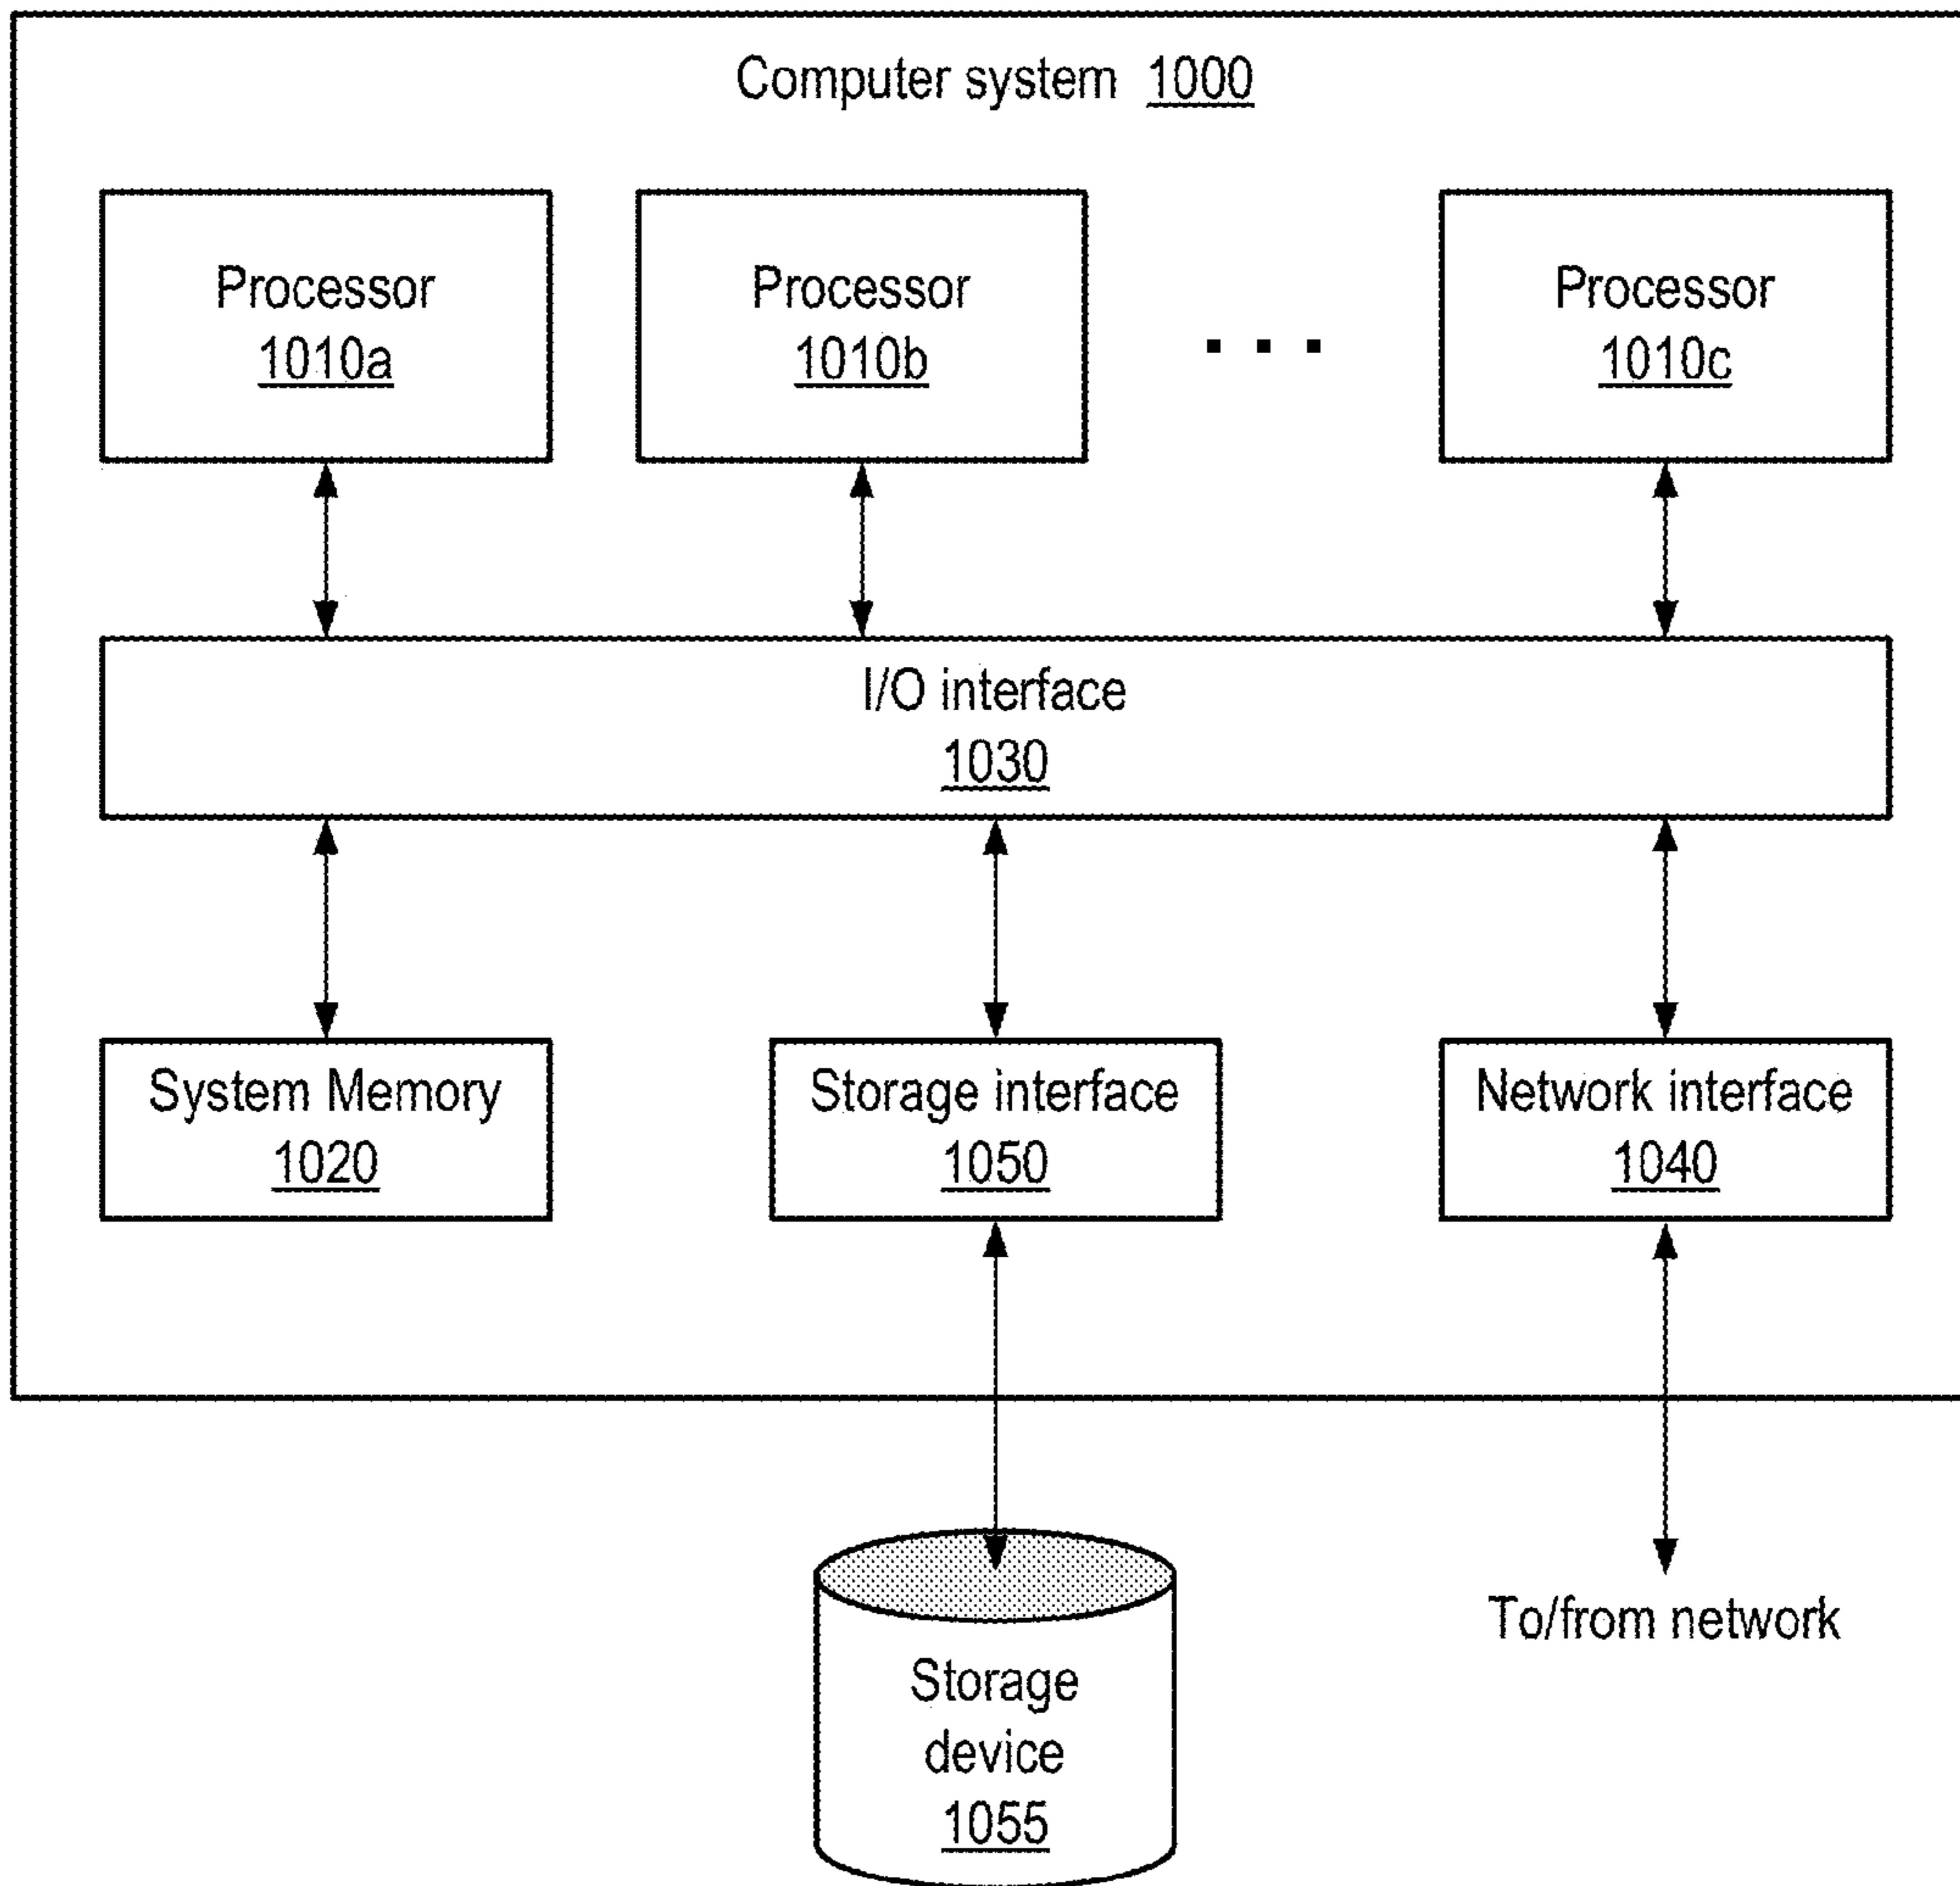 Computer system 1000
Processor
1010a
Processor
1010b
. . .
Processor
1010c
I/O interface
1030
System Memory
1020
Storage interface
1050
Network interface
1040
To/from network
Storage
device
1055